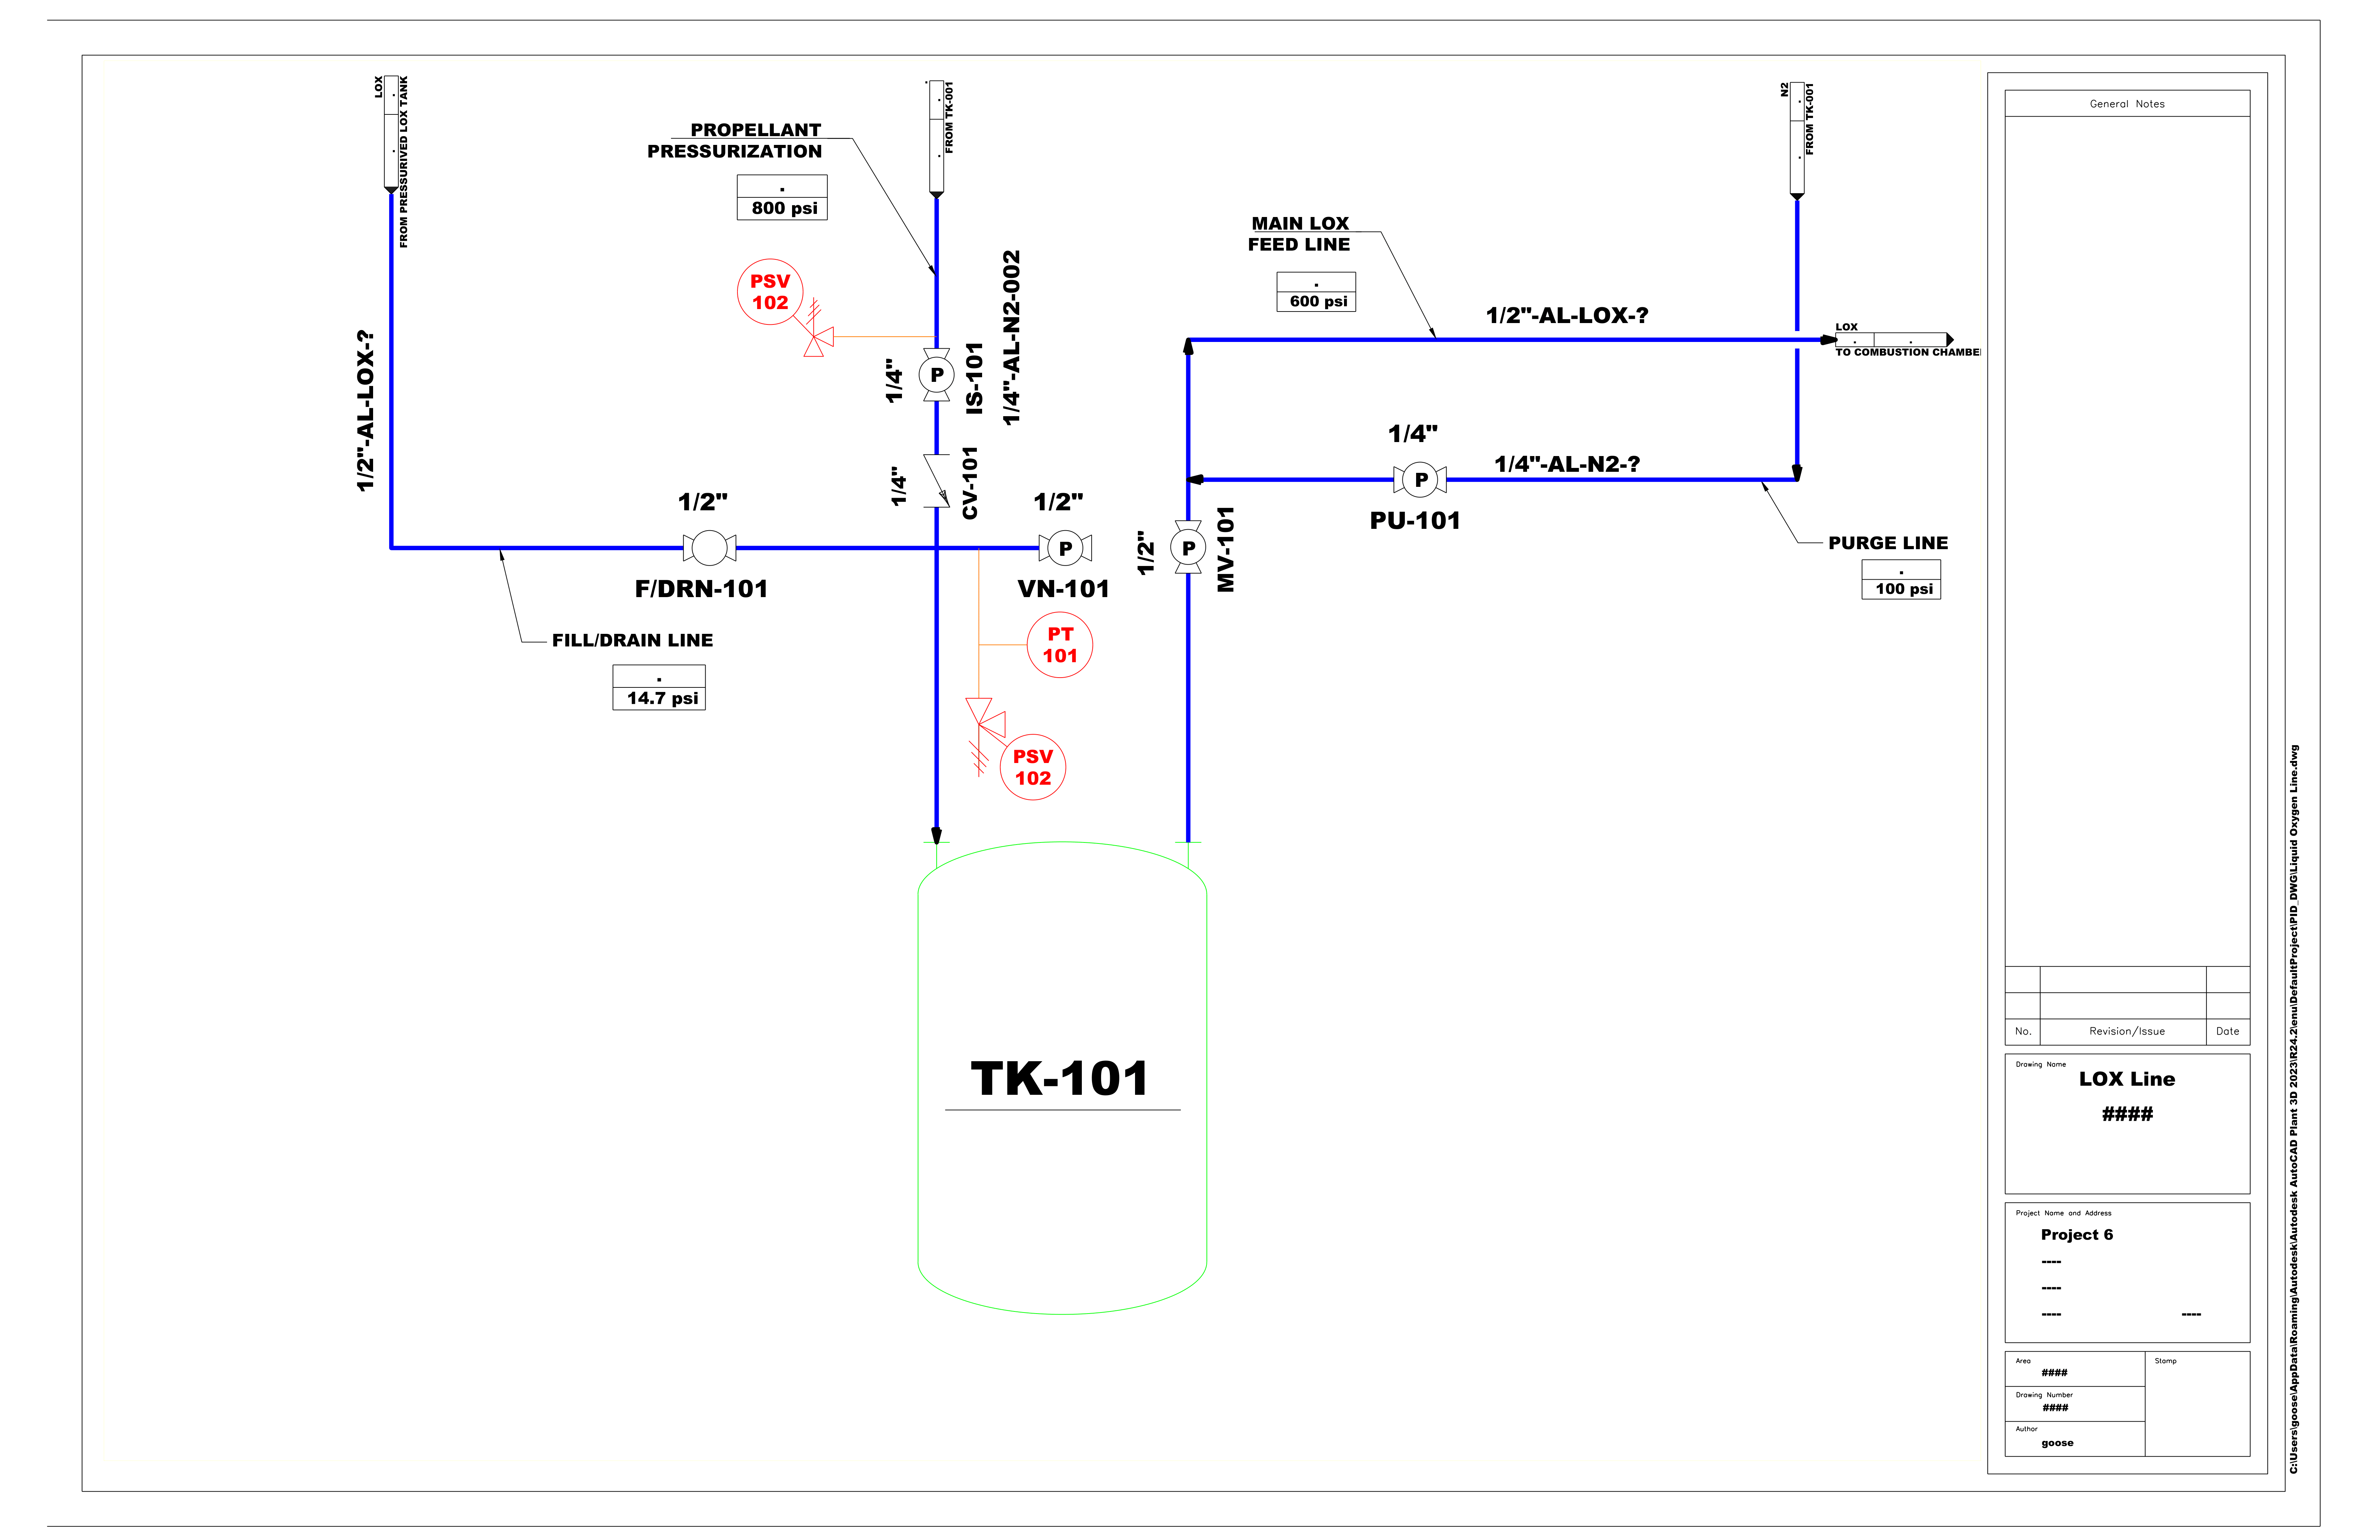 LOX
FROM PRESSURIVED LOX TANK
1/2"-AL-LOX-?
FILL/DRAIN LINE
.
14.7 psi
1/2"
F/DRN-101
PROPELLANT
PRESSURIZATION
.
800 psi
FROM TK-001
PSV
102
1/4"
P
IS-101
1/4"-AL-N2-002
1/4"
CV-101
1/2"
P
VN-101
PT
101
PSV
102
TK-101
1/2"
P
MV-101
MAIN LOX
FEED LINE
.
600 psi
1/2"-AL-LOX-?
N2
FROM TK-001
LOX
TO COMBUSTION CHAMBE
1/4"
P
PU-101
1/4"-AL-N2-?
PURGE LINE
.
100 psi
General Notes
No. Revision/Issue Date
Drawing Name
LOX Line
####
Project Name and Address
Project 6
----
----
---- ----
Area
####
Stamp
Drawing Number
####
Author
goose
C:\Users\goose\AppData\Roaming\Autodesk\Autodesk AutoCAD Plant 3D 2023\R24.2\enu\DefaultProject\PID_DWG\Liquid Oxygen Line.dwg